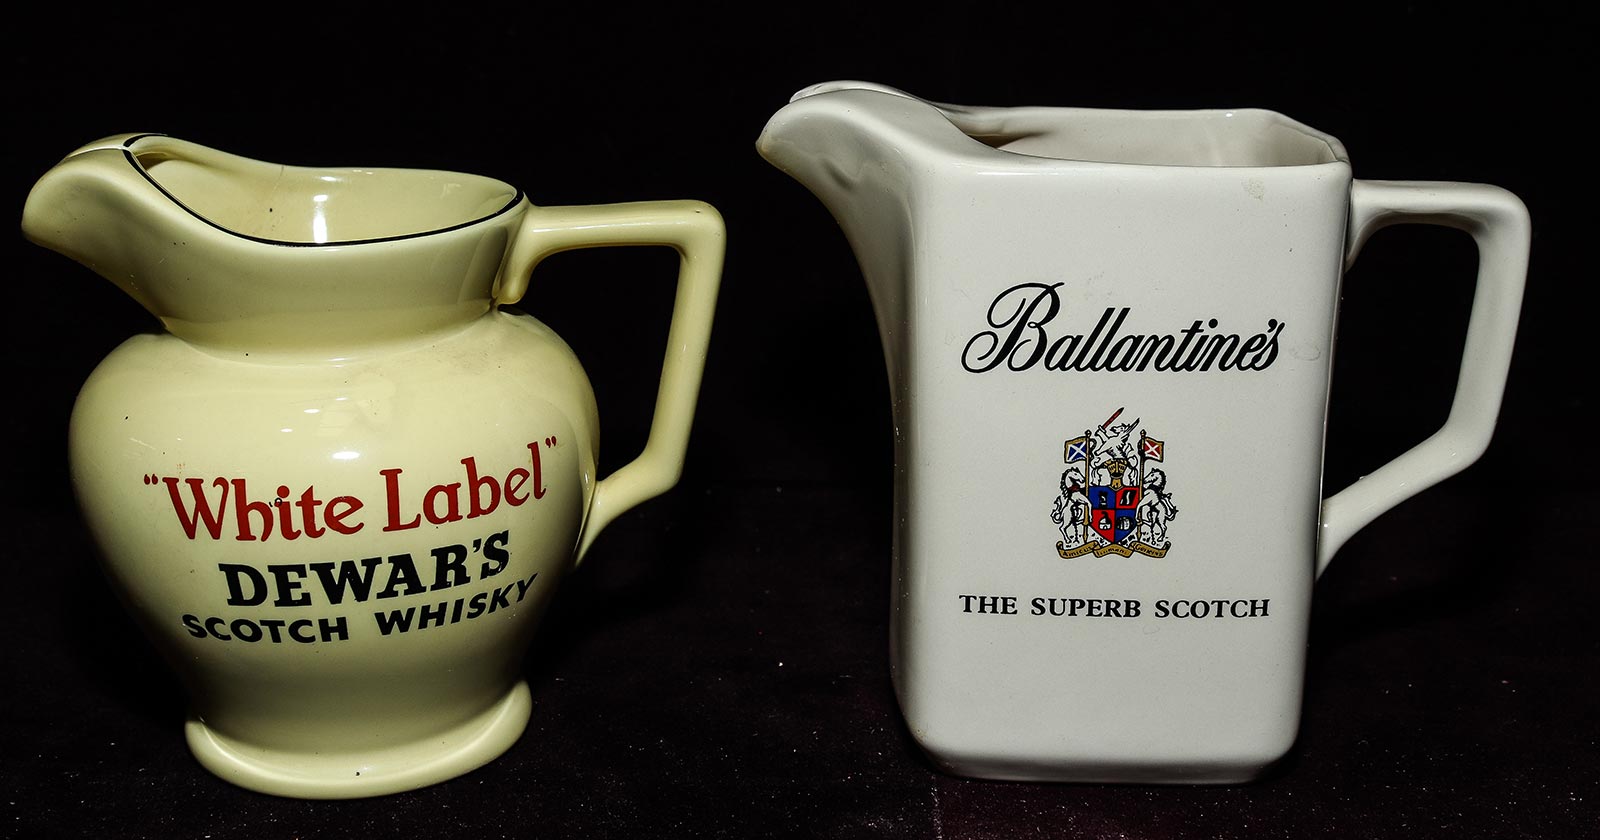 "White Label"
DEWAR'S
SCOTCH WHISKY
Ballantine's
THE SUPERB SCOTCH